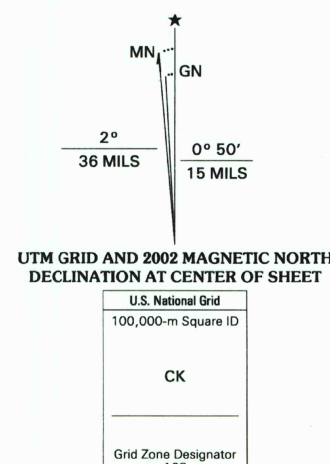 MN
GN
2°
36 MILS
0° 50′
15 MILS
UTM GRID AND 2002 MAGNETIC NORTH
DECLINATION AT CENTER OF SHEET
U.S. National Grid
100,000-m Square ID
CK
Grid Zone Designator